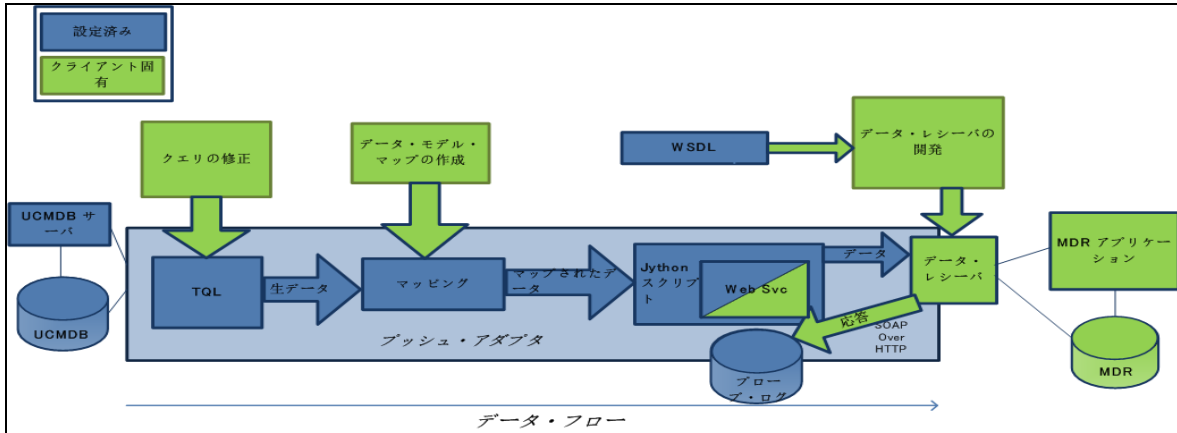 設定済み
クライアント固
有
クエリの修正
データ・モデル・
マップの作成
WSDL
データ・レシーバの
開発
UCMDB サ
ーバ
UCMDB
TQL
生データ
マッピング
マップされたデ
ータ
Jython
スクリプ
ト
Web Svc
データ
データ・
レシーバ
MDR アプリケー
ション
MDR
応答
SOAP
Over
HTTP
プッシュ・アダプタ
プロー
ブ・ログ
データ・フロー